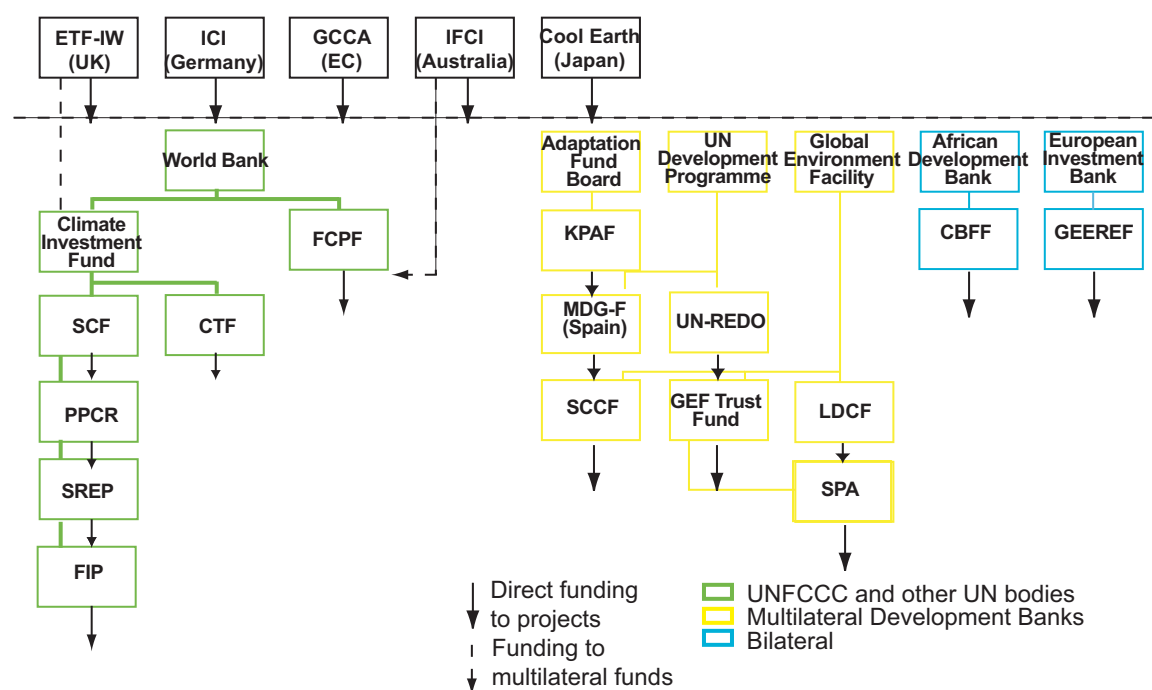 ETF-IW
(UK)
ICI
(Germany)
GCCA
(EC)
IFCI
(Australia)
Cool Earth
(Japan)
World Bank
Adaptation
Fund
Board
UN
Development
Programme
Global
Environment
Facility
African
Development
Bank
European
Investment
Bank
Climate
Investment
Fund
FCPF
KPAF
CBFF
GEEREF
SCF
CTF
MDG-F
(Spain)
UN-REDO
PPCR
SCCF
GEF Trust
Fund
LDCF
SREP
SPA
FIP
Direct funding
to projects
Funding to
multilateral funds
UNFCCC and other UN bodies
Multilateral Development Banks
Bilateral